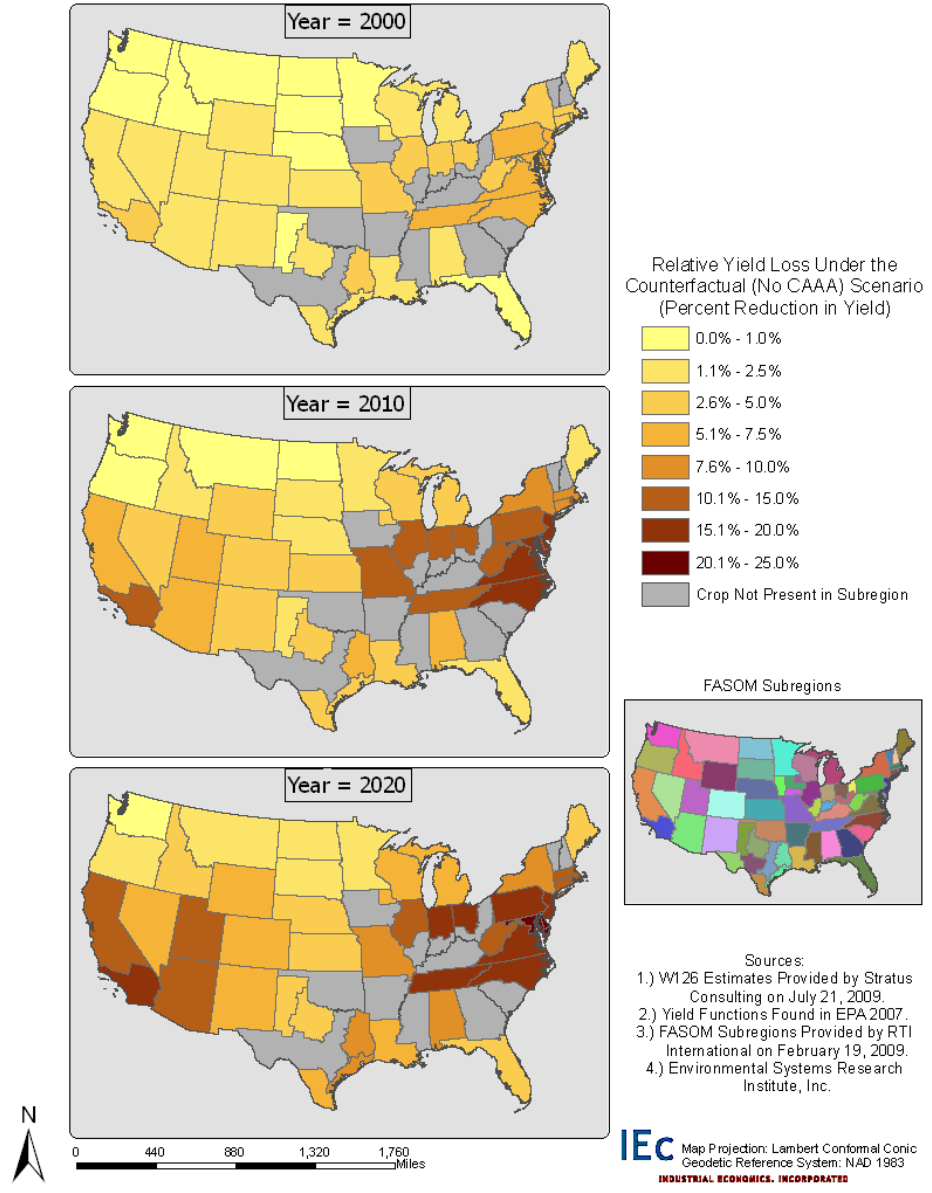 Year = 2000
Year = 2010
Year = 2020
Relative Yield Loss Under the
Counterfactual (No CAAA) Scenario
(Percent Reduction in Yield)
0.0% - 1.0%
1.1% - 2.5%
2.6% - 5.0%
5.1% - 7.5%
7.6% - 10.0%
10.1% - 15.0%
15.1% - 20.0%
20.1% - 25.0%
Crop Not Present in Subregion
FASOM Subregions
Sources:
1.) W126 Estimates Provided by Stratus
Consulting on July 21, 2009.
2.) Yield Functions Found in EPA 2007.
3.) FASOM Subregions Provided by RTI
International on February 19, 2009.
4.) Environmental Systems Research
Institute, Inc.
N
0 440 880 1,320 1,760
Miles
IEc
Map Projection: Lambert Conformal Conic
Geodetic Reference System: NAD 1983
INDUSTRIAL ECONOMICS, INCORPORATED